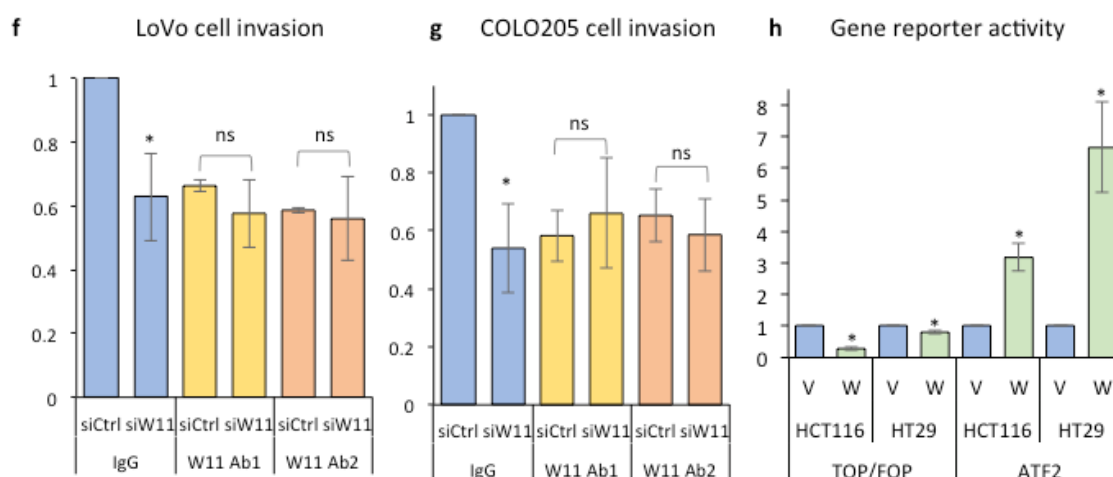 f LoVo cell invasion
1
0.8
0.6
0.4
0.2
0
* ns ns
siCtrl siW11 siCtrl siW11 siCtrl siW11
IgG W11 Ab1 W11 Ab2
g COLO205 cell invasion
1
0.8
0.6
0.4
0.2
0
* ns ns
siCtrl siW11 siCtrl siW11 siCtrl siW11
IgG W11 Ab1 W11 Ab2
h Gene reporter activity
8
7
6
5
4
3
2
1
0
* * * *
V W V W V W V W
HCT116 HT29 HCT116 HT29
TOP/FOP ATF2